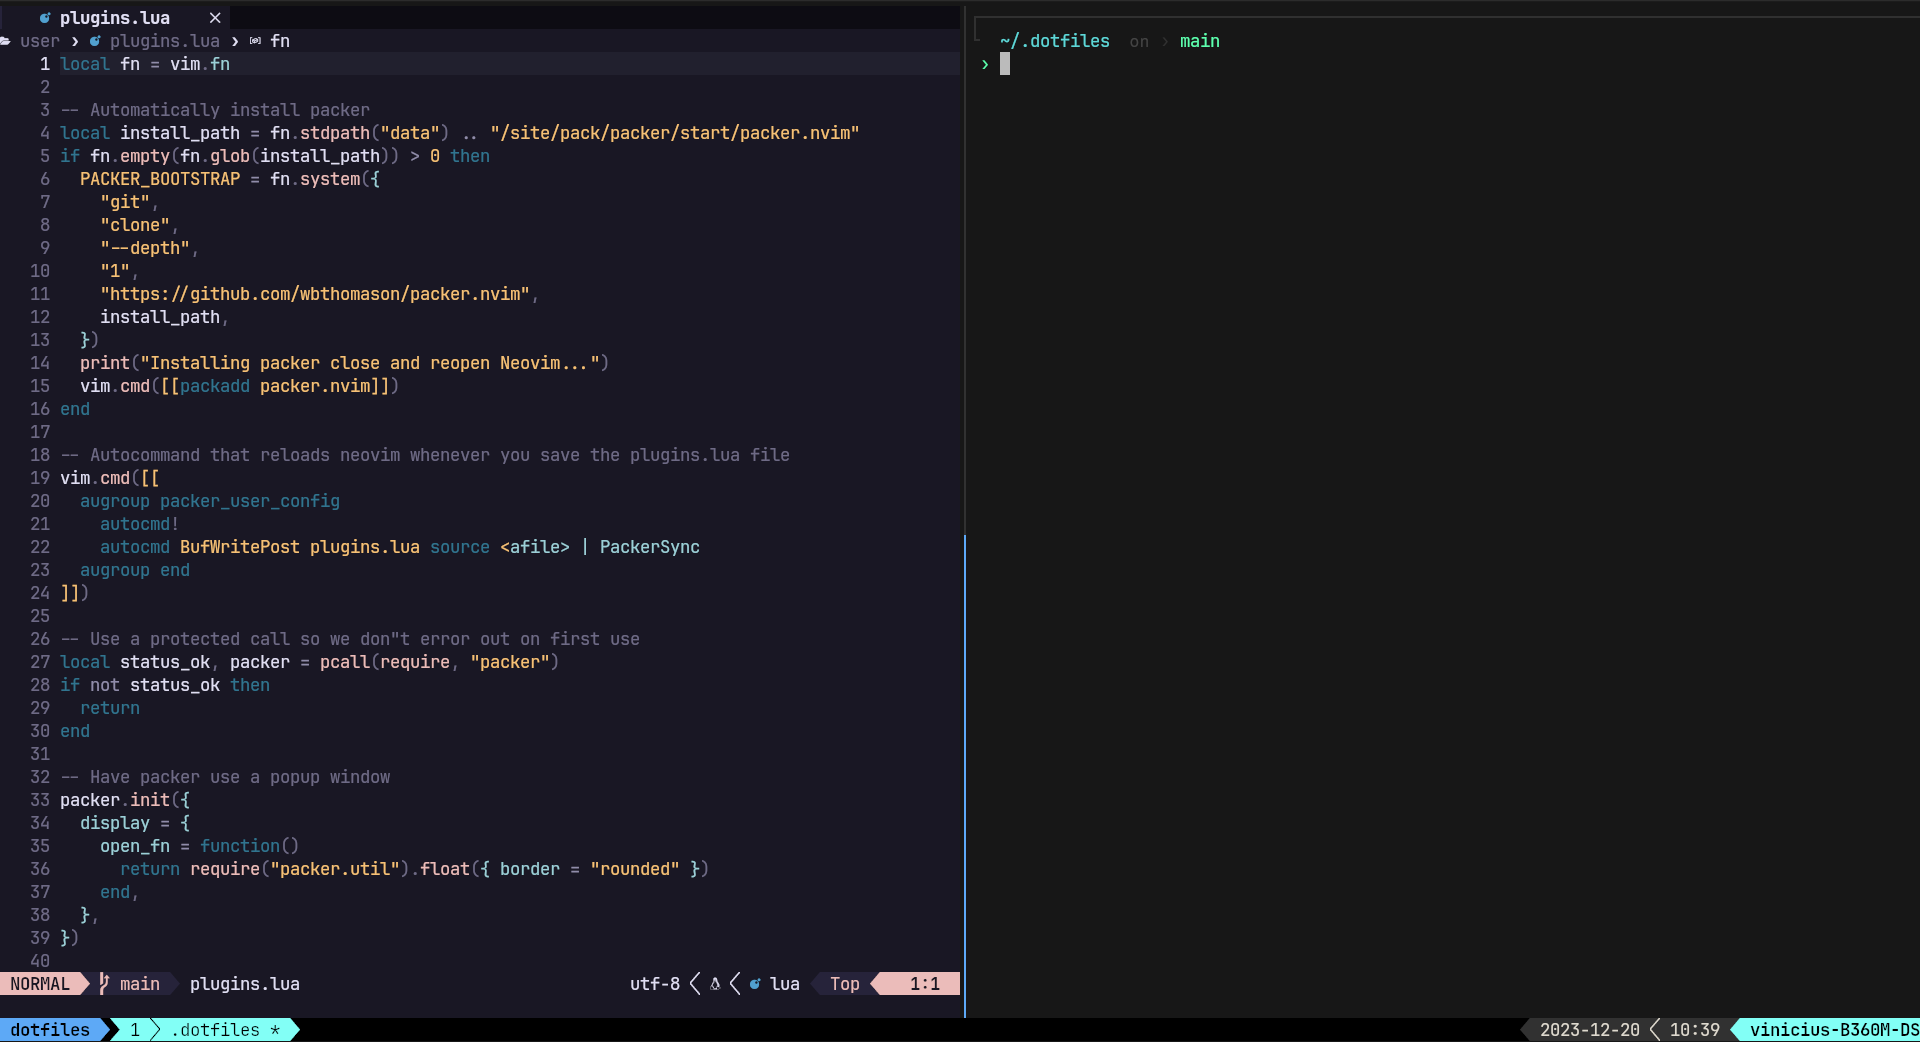 plugins.lua ×
user › plugins.lua › fn
1 local fn = vim.fn
2
3 -- Automatically install packer
4 local install_path = fn.stdpath("data") .. "/site/pack/packer/start/packer.nvim"
5 if fn.empty(fn.glob(install_path)) > 0 then
6 PACKER_BOOTSTRAP = fn.system({
7 "git",
8 "clone",
9 "--depth",
10 "1",
11 "https://github.com/wbthomason/packer.nvim",
12 install_path,
13 })
14 print("Installing packer close and reopen Neovim...")
15 vim.cmd([[packadd packer.nvim]])
16 end
17
18 -- Autocommand that reloads neovim whenever you save the plugins.lua file
19 vim.cmd([[
20 augroup packer_user_config
21 autocmd!
22 autocmd BufWritePost plugins.lua source <afile> | PackerSync
23 augroup end
24 ]])
25
26 -- Use a protected call so we don"t error out on first use
27 local status_ok, packer = pcall(require, "packer")
28 if not status_ok then
29 return
30 end
31
32 -- Have packer use a popup window
33 packer.init({
34 display = {
35 open_fn = function()
36 return require("packer.util").float({ border = "rounded" })
37 end,
38 },
39 })
40
NORMAL main plugins.lua utf-8 lua Top 1:1
~/.dotfiles on › main
›
dotfiles 1 .dotfiles * 2023-12-20 10:39 vinicius-B360M-DS